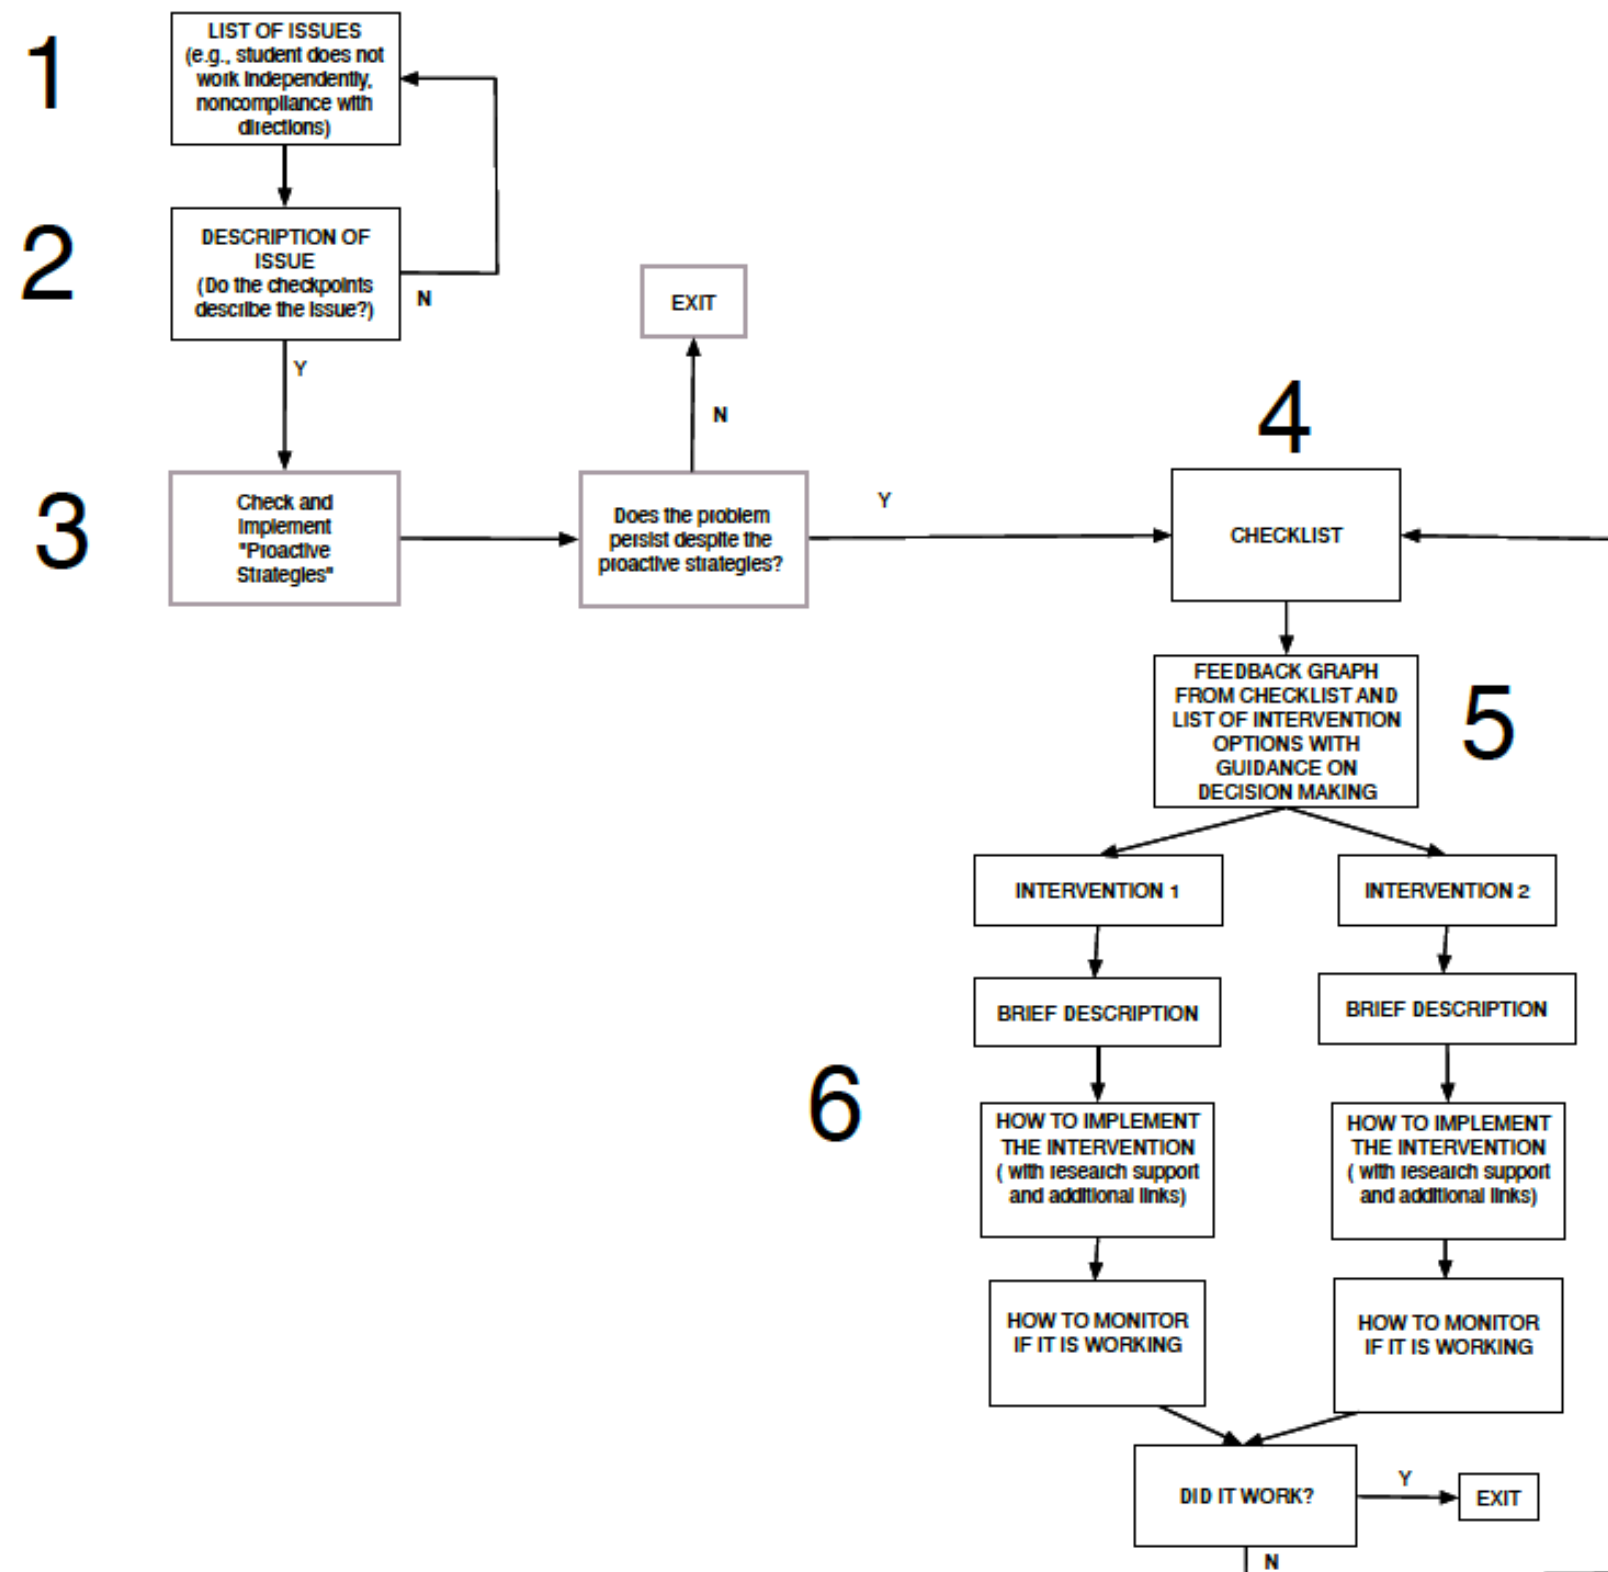 1
LIST OF ISSUES
(e.g., student does not
work independently,
noncompliance with
directions)
2
DESCRIPTION OF
ISSUE
(Do the checkpoints
describe the issue?)
N
Y
EXIT
N
3
Check and
Implement
"Proactive
Strategies"
Does the problem
persist despite the
proactive strategies?
Y
4
CHECKLIST
FEEDBACK GRAPH
FROM CHECKLIST AND
LIST OF INTERVENTION
OPTIONS WITH
GUIDANCE ON
DECISION MAKING
5
INTERVENTION 1
INTERVENTION 2
BRIEF DESCRIPTION
BRIEF DESCRIPTION
6
HOW TO IMPLEMENT
THE INTERVENTION
( with research support
and additional links)
HOW TO IMPLEMENT
THE INTERVENTION
( with research support
and additional links)
HOW TO MONITOR
IF IT IS WORKING
HOW TO MONITOR
IF IT IS WORKING
DID IT WORK?
Y
EXIT
N